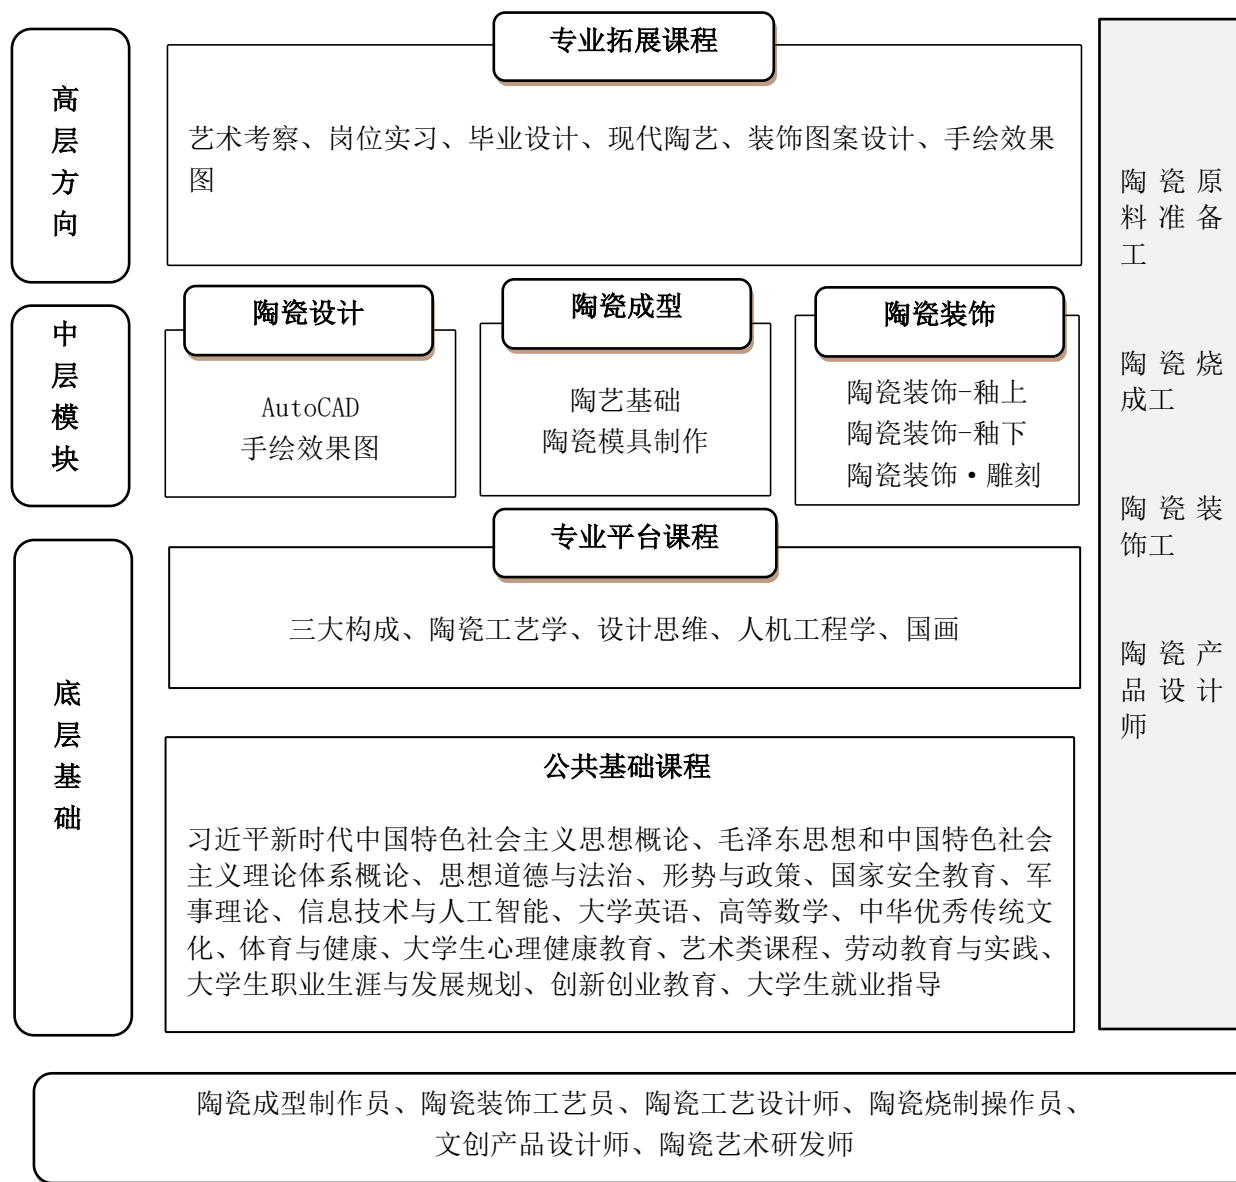 专业拓展课程
高
层
方
向
艺术考察、岗位实习、毕业设计、现代陶艺、装饰图案设计、手绘效果
图
中
层
模
块
陶瓷设计
AutoCAD
手绘效果图
陶瓷成型
陶艺基础
陶瓷模具制作
陶瓷装饰
陶瓷装饰-釉上
陶瓷装饰-釉下
陶瓷装饰·雕刻
底
层
基
础
专业平台课程
三大构成、陶瓷工艺学、设计思维、人机工程学、国画
公共基础课程
习近平新时代中国特色社会主义思想概论、毛泽东思想和中国特色社会
主义理论体系概论、思想道德与法治、形势与政策、国家安全教育、军
事理论、信息技术与人工智能、大学英语、高等数学、中华优秀传统文
化、体育与健康、大学生心理健康教育、艺术类课程、劳动教育与实践、
大学生职业生涯与发展规划、创新创业教育、大学生就业指导
陶瓷原
料准备
工
陶瓷烧
成工
陶瓷装
饰工
陶瓷产
品设计
师
陶瓷成型制作员、陶瓷装饰工艺员、陶瓷工艺设计师、陶瓷烧制操作员、
文创产品设计师、陶瓷艺术研发师